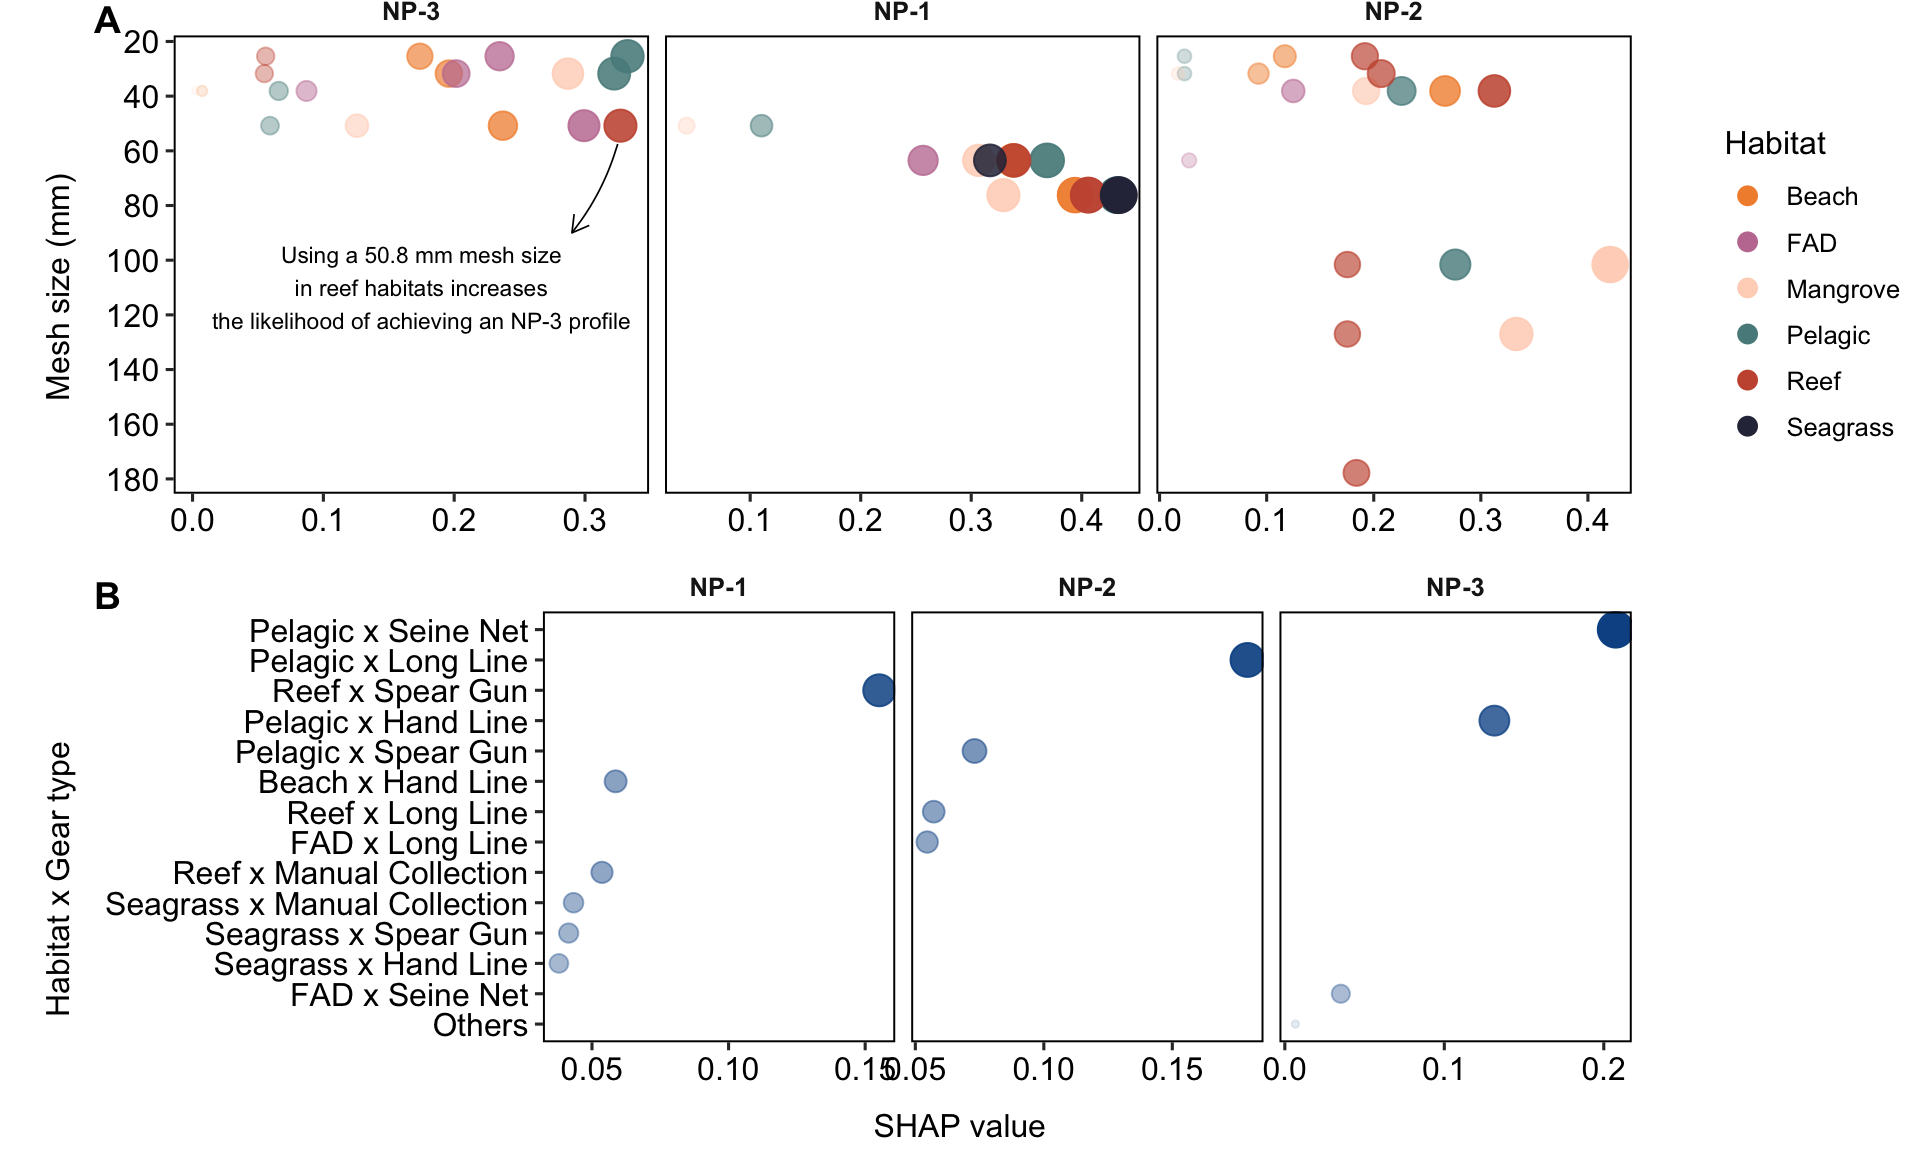 A
NP-3
NP-1
NP-2
20
40
60
80
100
120
140
160
180
Mesh size (mm)
Using a 50.8 mm mesh size
in reef habitats increases
the likelihood of achieving an NP-3 profile
0.0 0.1 0.2 0.3
0.1 0.2 0.3 0.4
0.0 0.1 0.2 0.3 0.4
Habitat
Beach
FAD
Mangrove
Pelagic
Reef
Seagrass
B
NP-1
NP-2
NP-3
Habitat x Gear type
Pelagic x Seine Net
Pelagic x Long Line
Reef x Spear Gun
Pelagic x Hand Line
Pelagic x Spear Gun
Beach x Hand Line
Reef x Long Line
FAD x Long Line
Reef x Manual Collection
Seagrass x Manual Collection
Seagrass x Spear Gun
Seagrass x Hand Line
FAD x Seine Net
Others
0.05 0.10 0.15
0.05 0.10 0.15
0.0 0.1 0.2
SHAP value